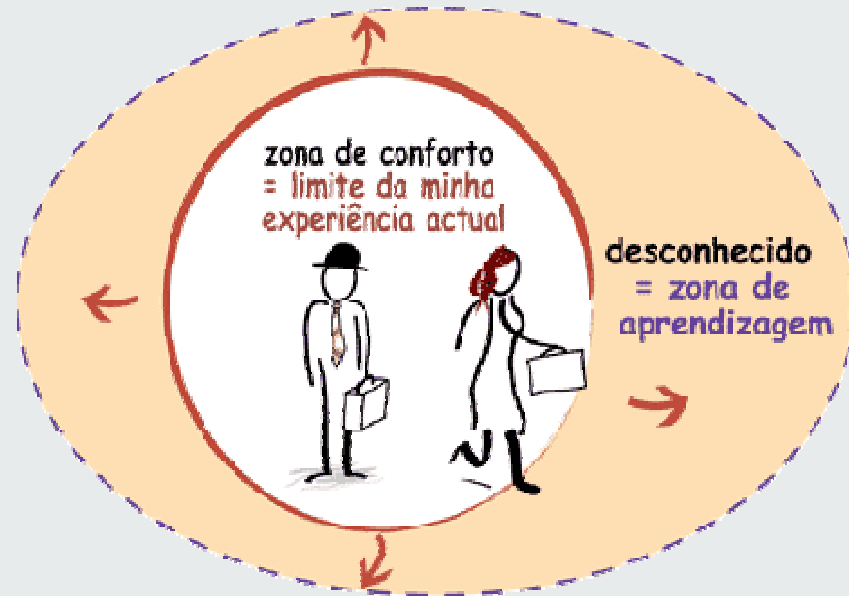 zona de conforto
= limite da minha
experiência actual
desconhecido
= zona de
aprendizagem